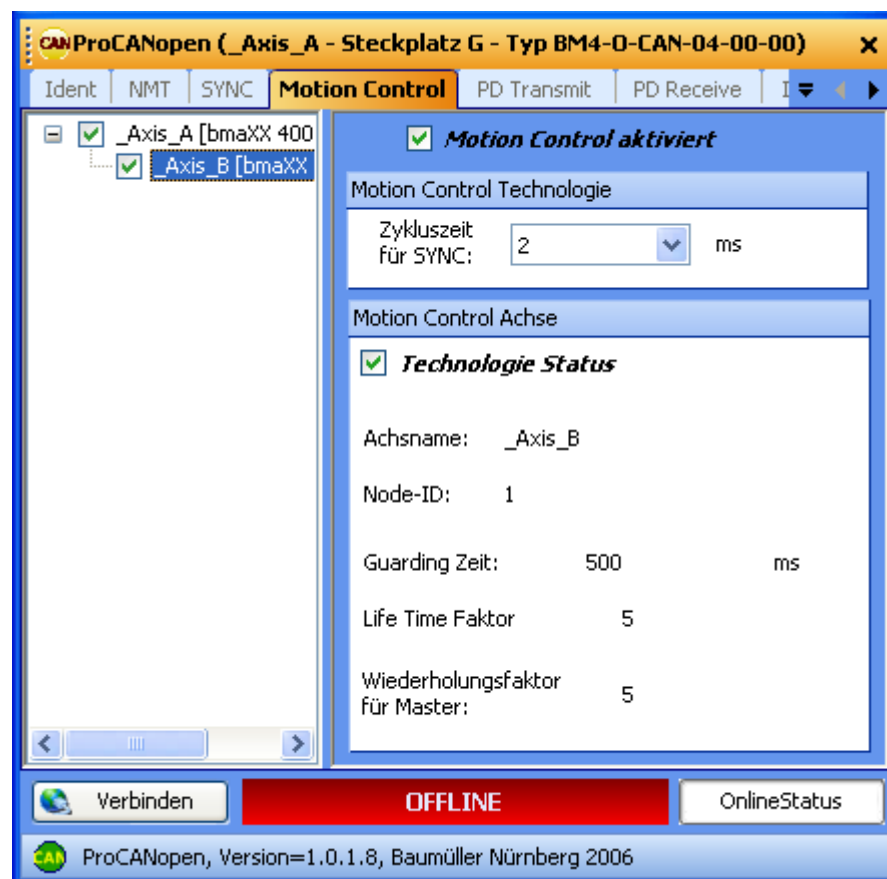 CAN ProCANopen (_Axis_A - Steckplatz G - Typ BM4-O-CAN-04-00-00)
Ident NMT SYNC Motion Control PD Transmit PD Receive
_Axis_A [bmaXX 400
_Axis_B [bmaXX
Motion Control aktiviert
Motion Control Technologie
Zykluszeit
für SYNC: 2 ms
Motion Control Achse
Technologie Status
Achsname: _Axis_B
Node-ID: 1
Guarding Zeit: 500 ms
Life Time Faktor 5
Wiederholungsfaktor
für Master: 5
Verbinden OFFLINE OnlineStatus
CAN ProCANopen, Version=1.0.1.8, Baumüller Nürnberg 2006